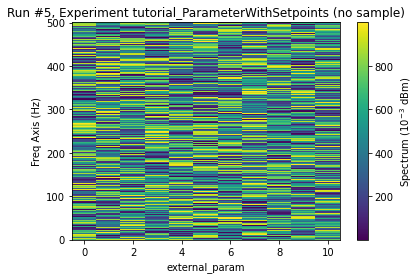 Run #5, Experiment tutorial_ParameterWithSetpoints (no sample)
500
400
300
200
100
0
Freq Axis (Hz)
0 2 4 6 8 10
external_param
800
600
400
200
Spectrum (10⁻³ dBm)